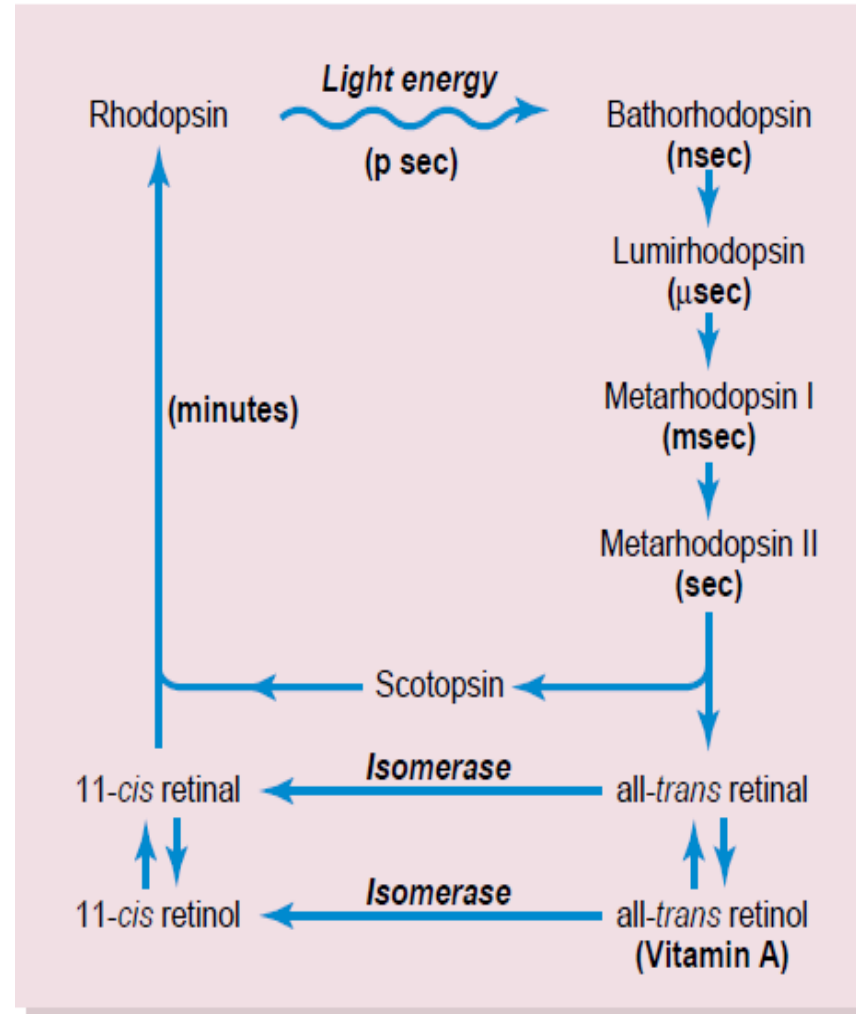 Light energy
Rhodopsin
Bathorhodopsin
(p sec)
(nsec)
Lumirhodopsin
(μsec)
Metarhodopsin I
(minutes)
(msec)
Metarhodopsin II
(sec)
Scotopsin
Isomerase
11-cis retinal
all-trans retinal
Isomerase
11-cis retinol
all-trans retinol
(Vitamin A)